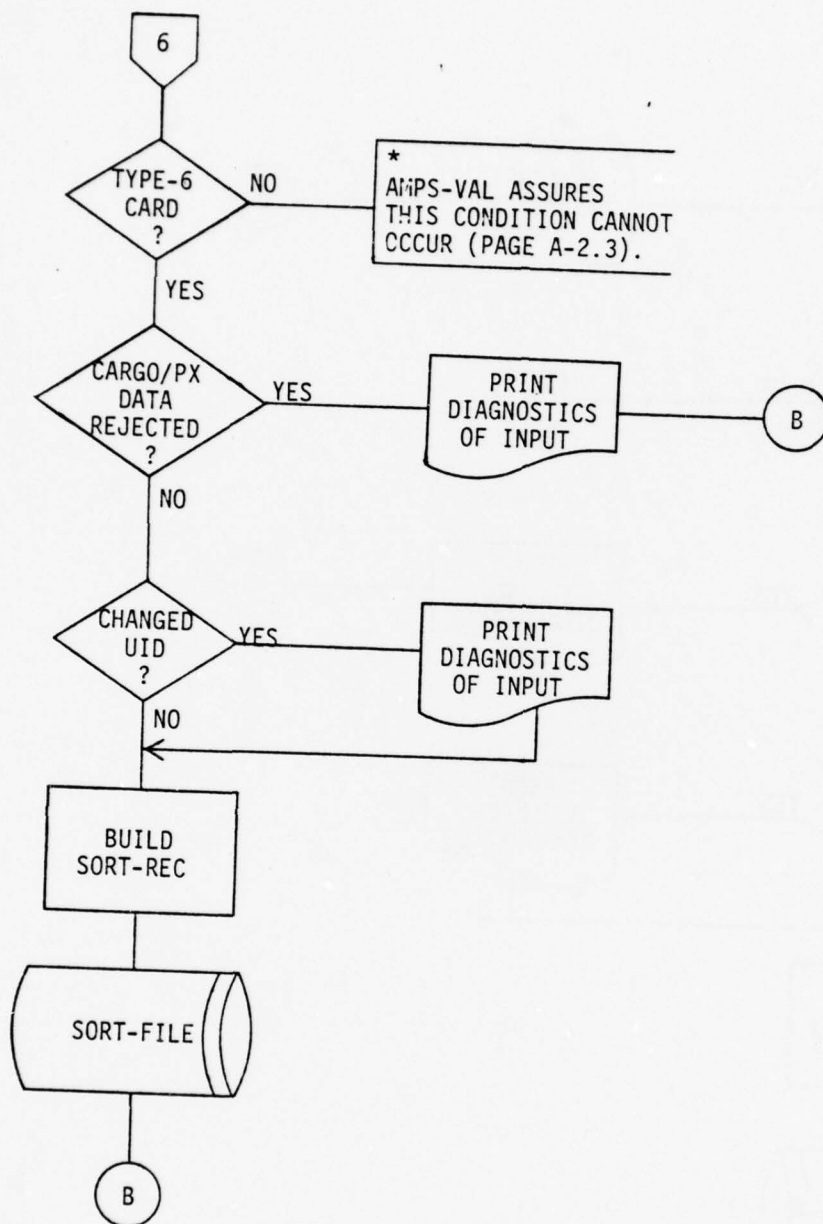 6
TYPE-6
CARD
?
NO
*
AMPS-VAL ASSURES
THIS CONDITION CANNOT
OCCUR (PAGE A-2.3).
YES
CARGO/PX
DATA
REJECTED
?
YES
PRINT
DIAGNOSTICS
OF INPUT
B
NO
CHANGED
UID
?
YES
PRINT
DIAGNOSTICS
OF INPUT
NO
BUILD
SORT-REC
SORT-FILE
B